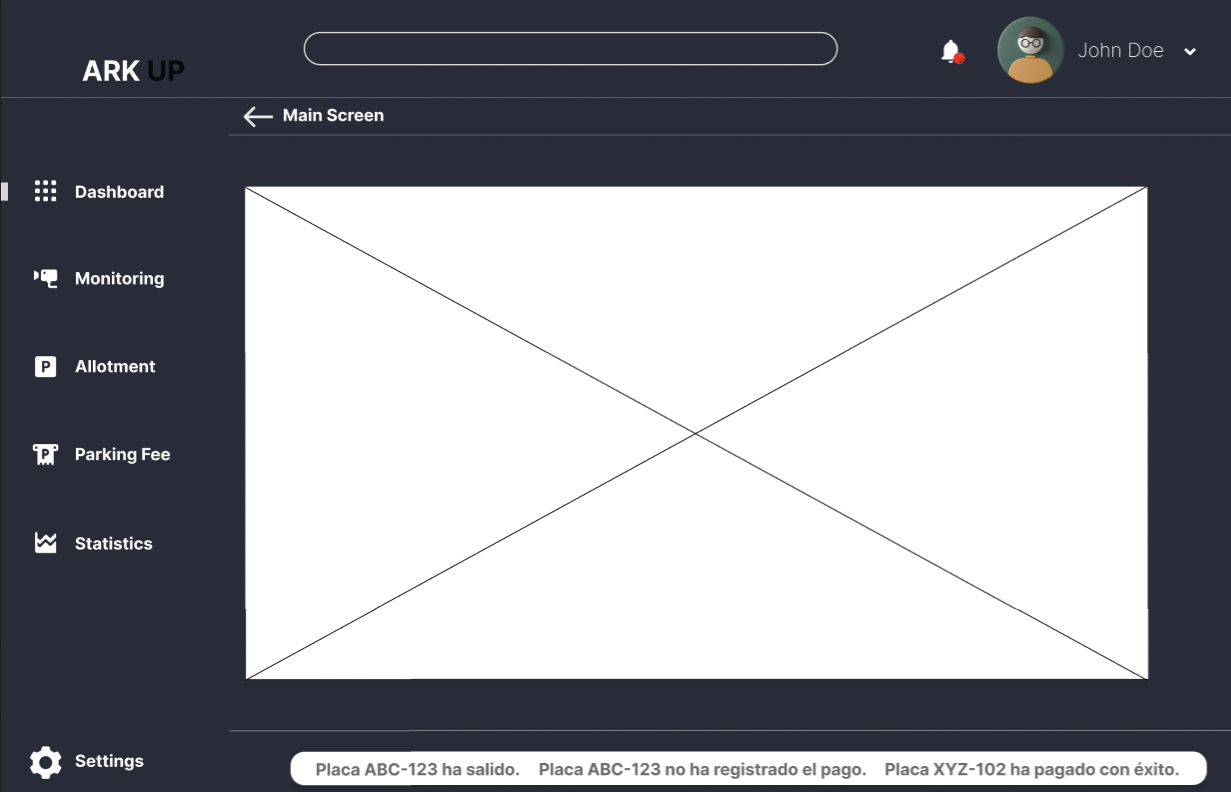 ARK UP
John Doe
Main Screen
Dashboard
Monitoring
P Allotment
P Parking Fee
Statistics
Settings
Placa ABC-123 ha salido. Placa ABC-123 no ha registrado el pago. Placa XYZ-102 ha pagado con éxito.